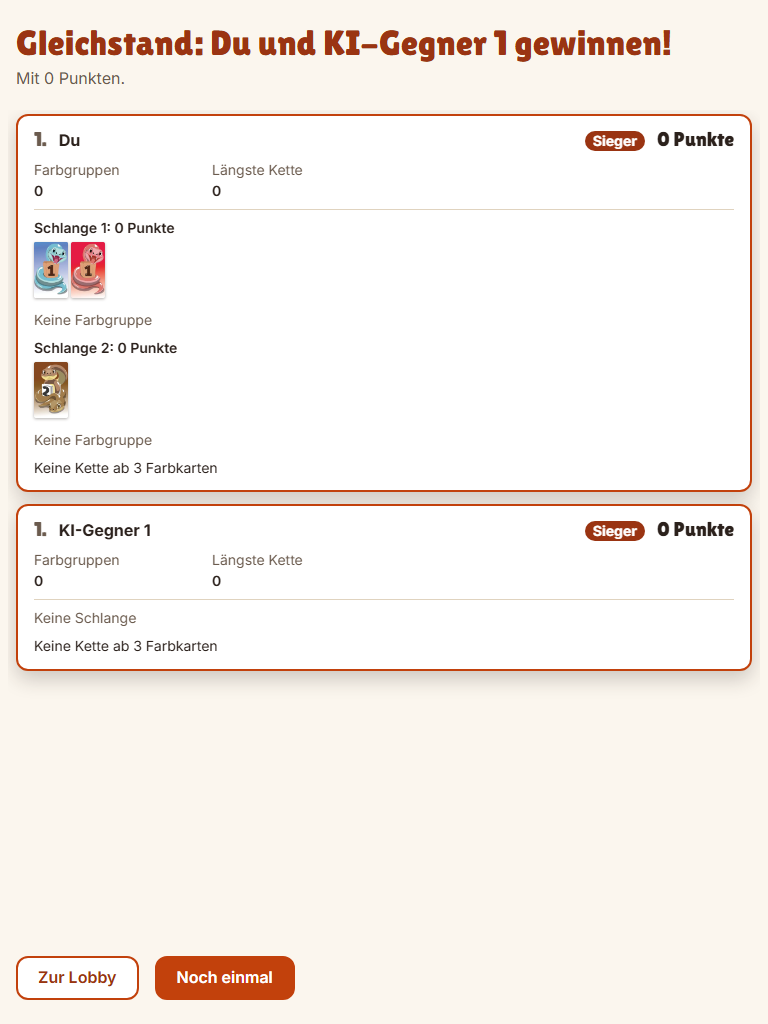 Gleichstand: Du und KI-Gegner 1 gewinnen!
Mit 0 Punkten.
1. Du Sieger 0 Punkte
Farbgruppen Längste Kette
0 0
Schlange 1: 0 Punkte
1 1
Keine Farbgruppe
Schlange 2: 0 Punkte
2
Keine Farbgruppe
Keine Kette ab 3 Farbkarten
1. KI-Gegner 1 Sieger 0 Punkte
Farbgruppen Längste Kette
0 0
Keine Schlange
Keine Kette ab 3 Farbkarten
Zur Lobby Noch einmal